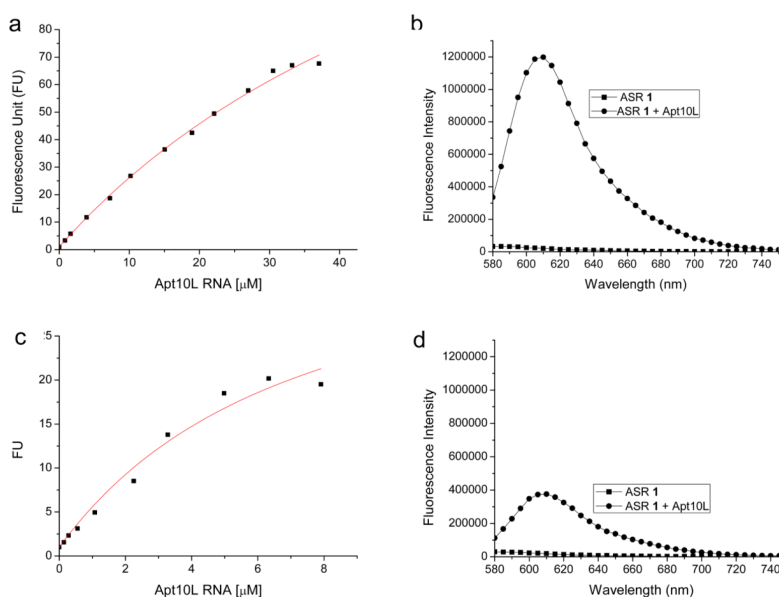 a
Fluorescence Unit (FU)
80
70
60
50
40
30
20
10
0
0 10 20 30 40
Apt10L RNA [μM]
b
Fluorescence Intensity
1200000
1000000
800000
600000
400000
200000
0
ASR 1
ASR 1 + Apt10L
580 600 620 640 660 680 700 720 740
Wavelength (nm)
c
FU
20
10
5
0
0 2 4 6 8
Apt10L RNA [μM]
d
Fluorescence Intensity
1200000
1000000
800000
600000
400000
200000
0
ASR 1
ASR 1 + Apt10L
580 600 620 640 660 680 700 720 740
Wavelength (nm)